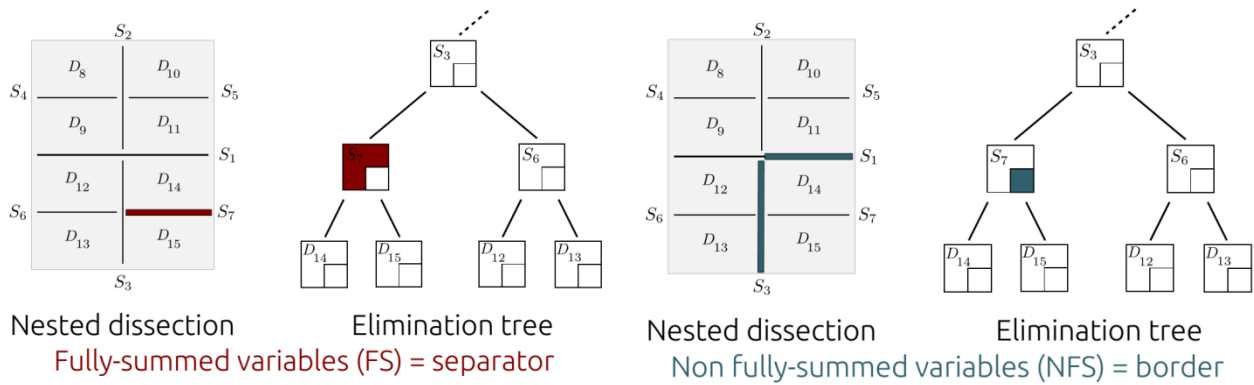 S2
D8 D10
S4 S5
D9 D11
S1
D12 D14
S6 S7
D13 D15
S3
S3
S7 S6
D14 D15 D12 D13
Nested dissection Elimination tree
Fully-summed variables (FS) = separator
S2
D8 D10
S4 S5
D9 D11
S1
D12 D14
S6 S7
D13 D15
S3
S3
S7 S6
D14 D15 D12 D13
Nested dissection Elimination tree
Non fully-summed variables (NFS) = border